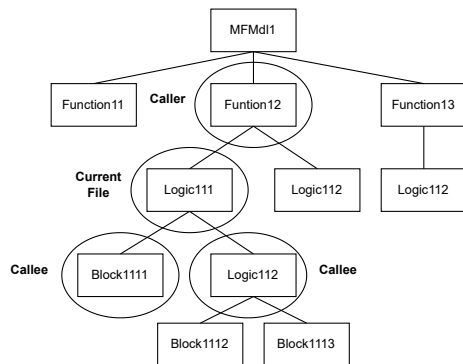 MFMdl1
Function11
Caller
Funtion12
Function13
Current
File
Logic111
Logic112
Logic112
Callee
Block1111
Logic112
Callee
Block1112
Block1113